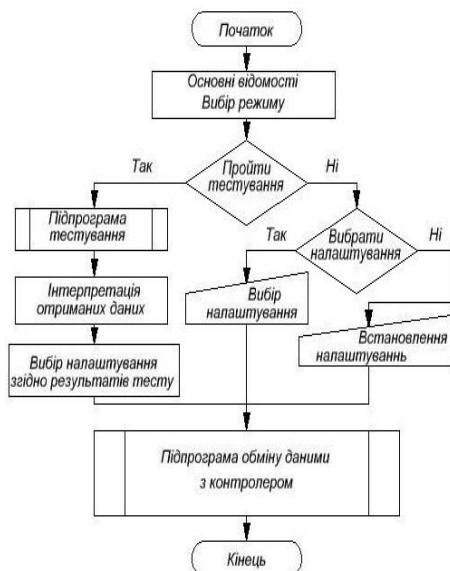 Початок
Основні відомості
Вибір режиму
Так
Пройти
тестування
Ні
Підпрограма
тестування
Так
Вибрати
налаштування
Ні
Інтерпретація
отриманих даних
Вибір
налаштування
Встановлення
налаштуваннь
Вибір налаштування
згідно результатів тесту
Підпрограма обміну даними
з контролером
Кінець